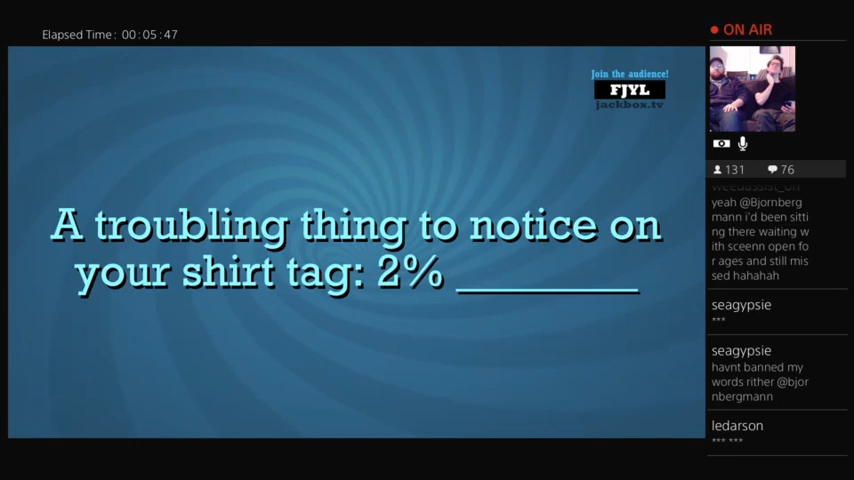 Elapsed Time: 00:05:47
ON AIR
Join the audience!
FJYL
jackbox.tv
A troubling thing to notice on
your shirt tag: 2% __________
131
76
yeah @Bjornberg
mann i'd been sitti
ng there waiting w
ith sceenn open fo
r ages and still mis
sed hahahah
seagypsie
***
seagypsie
havnt banned my
words rither @bjor
nbergmann
ledarson
*** ***